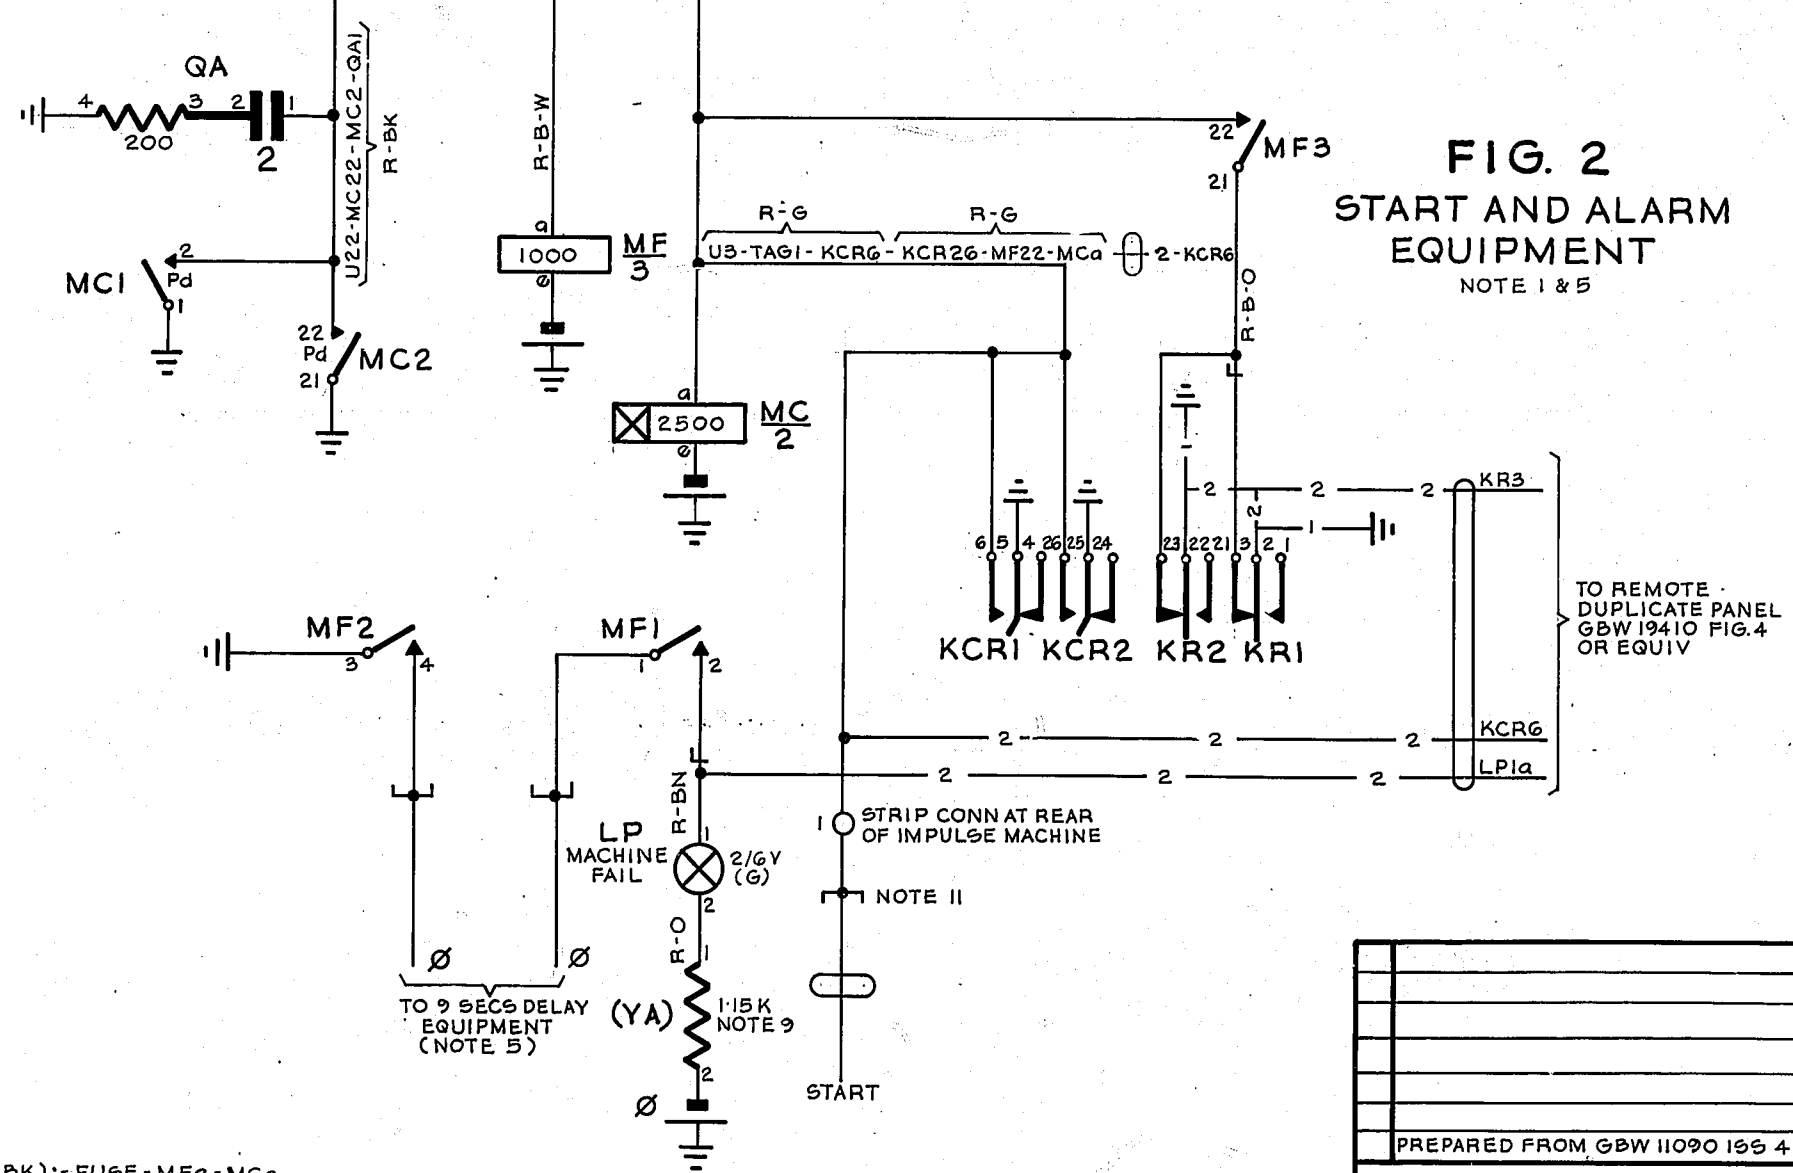 QA
4
3
2
1
200
2
U22-MC22-MC2-QA1
R-BK
MC1
2
Pd
1
22
Pd
21
MC2
R-B-W
a
1000
e
MF
3
a
2500
e
MC
2
22
MF3
21
R-G
R-G
U3-TAG1-KCR6-KCR26-MF22-MCa
2-KCR6
R-B-O
FIG. 2
START AND ALARM
EQUIPMENT
NOTE 1 & 5
1
2
2
2
KR3
2
1
6 5 4 26 25 24
23 22 21 3 2 1
KCR1 KCR2 KR2 KR1
TO REMOTE
DUPLICATE PANEL
GBW 19410 FIG.4
OR EQUIV
MF2
3
4
MF1
1
2
2
2
2
KCR6
2
2
2
LP1a
R-BN
1
LP
MACHINE
FAIL
2/6V
(G)
2
R-O
1
(YA)
1·15K
NOTE 9
2
Ø
1
STRIP CONN AT REAR
OF IMPULSE MACHINE
NOTE 11
START
Ø
Ø
TO 9 SECS DELAY
EQUIPMENT
(NOTE 5)
PREPARED FROM GBW 11090 ISS 4